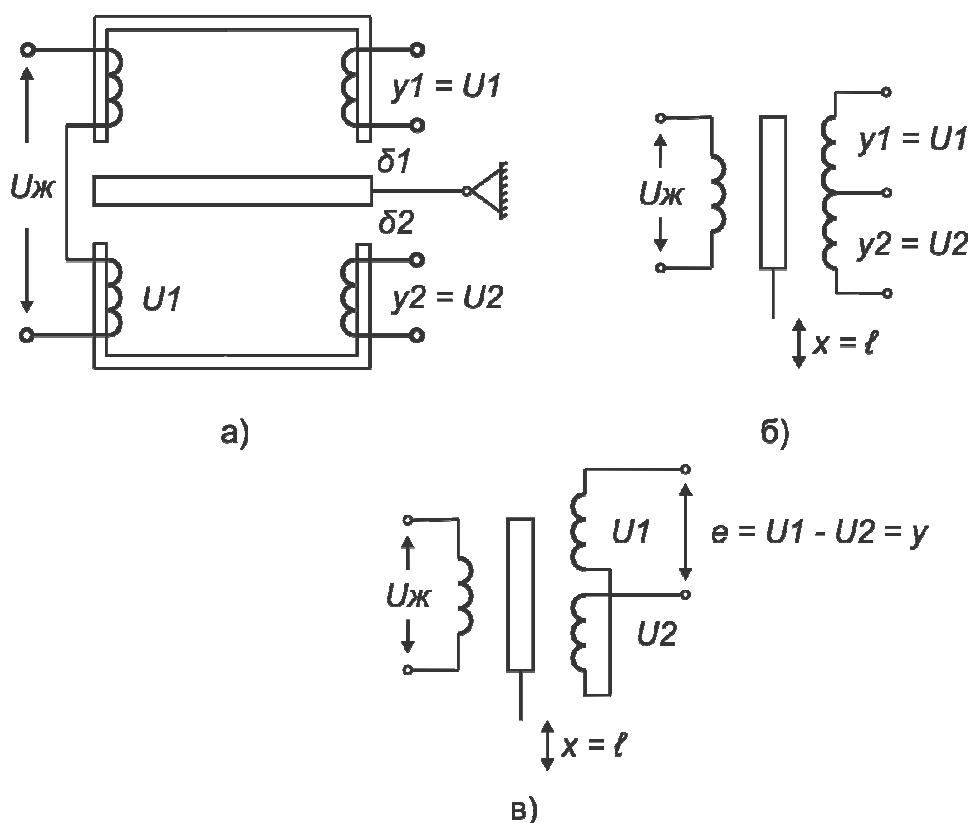 y1 = U1
δ1
Uж
δ2
U1
y2 = U2
а)
y1 = U1
Uж
y2 = U2
x = ℓ
б)
U1
e = U1 - U2 = y
Uж
U2
x = ℓ
в)